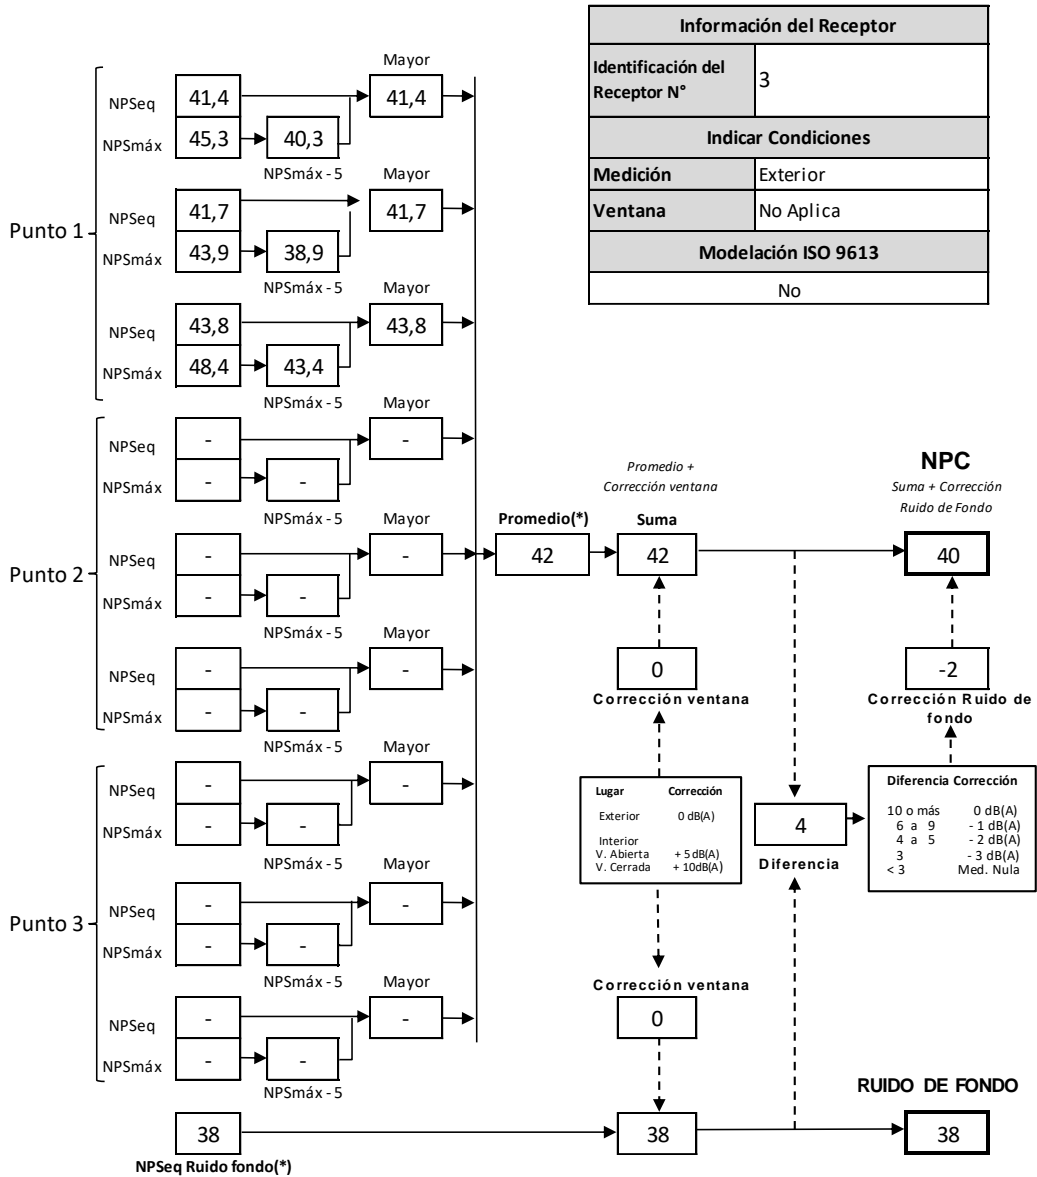 Información del Receptor
Identificación del Receptor N° 3
Indicar Condiciones
Medición Exterior
Ventana No Aplica
Modelación ISO 9613
No
Punto 1
Mayor
NPSeq 41,4 41,4
NPSmáx 45,3 40,3
NPSmáx - 5
Mayor
NPSeq 41,7 41,7
NPSmáx 43,9 38,9
NPSmáx - 5
Mayor
NPSeq 43,8 43,8
NPSmáx 48,4 43,4
NPSmáx - 5
Punto 2
Mayor
NPSeq - -
NPSmáx - -
NPSmáx - 5
Mayor
NPSeq - -
NPSmáx - -
NPSmáx - 5
Mayor
NPSeq - -
NPSmáx - -
NPSmáx - 5
Punto 3
Mayor
NPSeq - -
NPSmáx - -
NPSmáx - 5
Mayor
NPSeq - -
NPSmáx - -
NPSmáx - 5
Mayor
NPSeq - -
NPSmáx - -
NPSmáx - 5
Promedio(*)
42
Promedio +
Corrección ventana
Suma
42
0
Corrección ventana
Lugar Corrección
Exterior 0 dB(A)
Interior
V. Abierta + 5 dB(A)
V. Cerrada + 10dB(A)
Corrección ventana
0
4
Diferencia
NPC
Suma + Corrección
Ruido de Fondo
40
-2
Corrección Ruido de
fondo
Diferencia Corrección
10 o más 0 dB(A)
6 a 9 - 1 dB(A)
4 a 5 - 2 dB(A)
3 - 3 dB(A)
< 3 Med. Nula
38
NPSeq Ruido fondo(*)
38
RUIDO DE FONDO
38